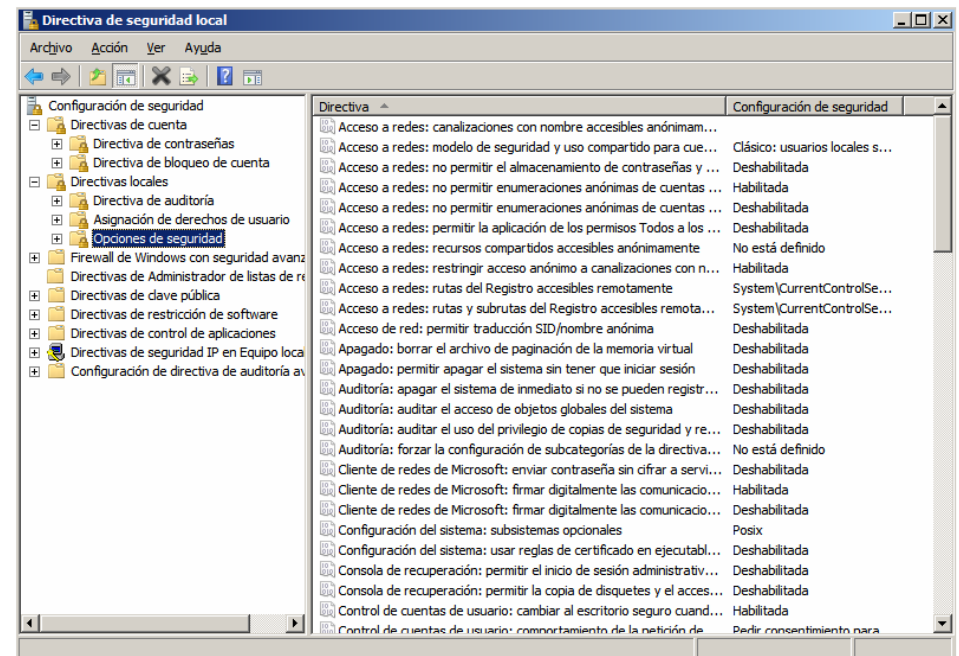 Directiva de seguridad local
Archivo Acción Ver Ayuda
Configuración de seguridad
Directivas de cuenta
Directiva de contraseñas
Directiva de bloqueo de cuenta
Directivas locales
Directiva de auditoría
Asignación de derechos de usuario
Opciones de seguridad
Firewall de Windows con seguridad avanz
Directivas de Administrador de listas de re
Directivas de clave pública
Directivas de restricción de software
Directivas de control de aplicaciones
Directivas de seguridad IP en Equipo loca
Configuración de directiva de auditoría av
Directiva Configuración de seguridad
Acceso a redes: canalizaciones con nombre accesibles anónimam...
Acceso a redes: modelo de seguridad y uso compartido para cue... Clásico: usuarios locales s...
Acceso a redes: no permitir el almacenamiento de contraseñas y ... Deshabilitada
Acceso a redes: no permitir enumeraciones anónimas de cuentas ... Habilitada
Acceso a redes: no permitir enumeraciones anónimas de cuentas ... Deshabilitada
Acceso a redes: permitir la aplicación de los permisos Todos a los ... Deshabilitada
Acceso a redes: recursos compartidos accesibles anónimamente No está definido
Acceso a redes: restringir acceso anónimo a canalizaciones con n... Habilitada
Acceso a redes: rutas del Registro accesibles remotamente System\CurrentControlSe...
Acceso a redes: rutas y subrutas del Registro accesibles remota... System\CurrentControlSe...
Acceso de red: permitir traducción SID/nombre anónima Deshabilitada
Apagado: borrar el archivo de paginación de la memoria virtual Deshabilitada
Apagado: permitir apagar el sistema sin tener que iniciar sesión Deshabilitada
Auditoría: apagar el sistema de inmediato si no se pueden registr... Deshabilitada
Auditoría: auditar el acceso de objetos globales del sistema Deshabilitada
Auditoría: auditar el uso del privilegio de copias de seguridad y re... Deshabilitada
Auditoría: forzar la configuración de subcategorías de la directiva... No está definido
Cliente de redes de Microsoft: enviar contraseña sin cifrar a servi... Deshabilitada
Cliente de redes de Microsoft: firmar digitalmente las comunicacio... Habilitada
Cliente de redes de Microsoft: firmar digitalmente las comunicacio... Deshabilitada
Configuración del sistema: subsistemas opcionales Posix
Configuración del sistema: usar reglas de certificado en ejecutabl... Deshabilitada
Consola de recuperación: permitir el inicio de sesión administrativ... Deshabilitada
Consola de recuperación: permitir la copia de disquetes y el acces... Deshabilitada
Control de cuentas de usuario: cambiar al escritorio seguro cuand... Habilitada
Control de cuentas de usuario: comportamiento de la petición de Pedir consentimiento para